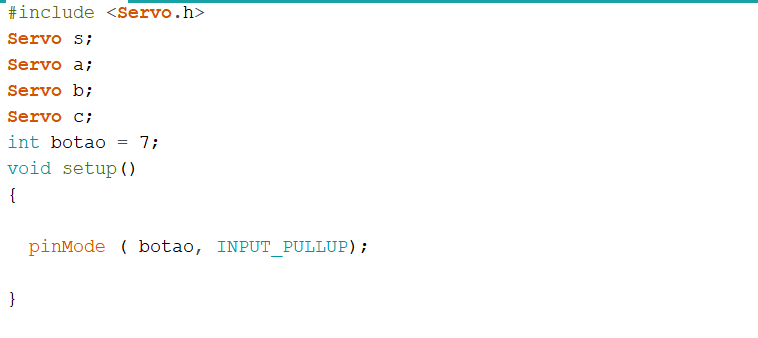 #include <Servo.h>
Servo s;
Servo a;
Servo b;
Servo c;
int botao = 7;
void setup()
{
pinMode ( botao, INPUT_PULLUP);
}